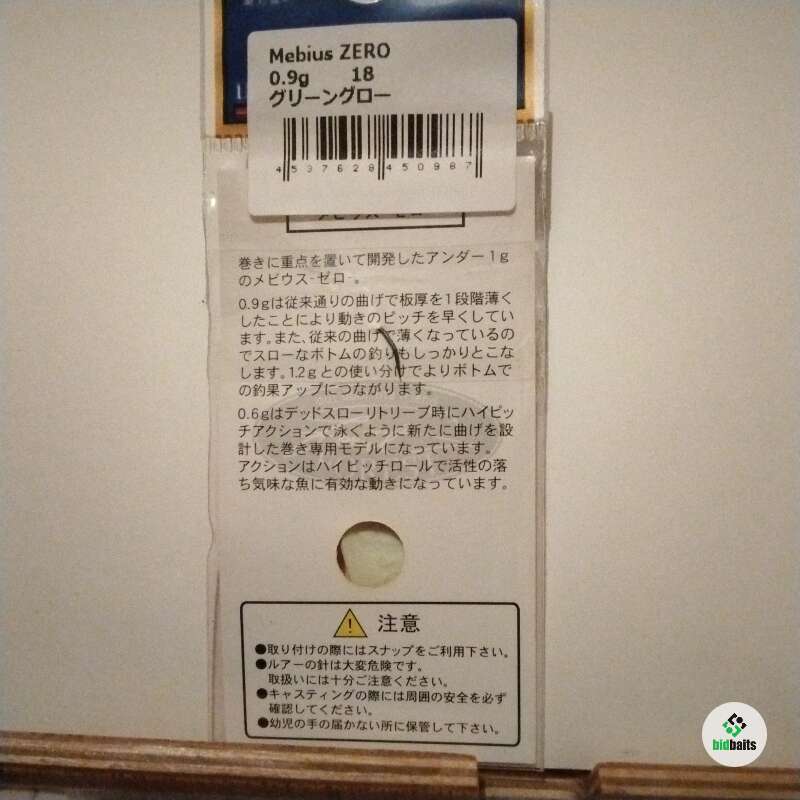 Mebius ZERO
0.9g 18
グリーングロー
4 537628 450987
巻きに重点を置いて開発したアンダー1g
のメビウス-ゼロ-。
0.9gは従来通りの曲げで板厚を1段階薄く
したことにより動きのピッチを早くしてい
ます。また、従来の曲げで薄くなっているの
でスローなボトムの釣りもしっかりとこな
します。1.2gとの使い分けでよりボトムで
の釣果アップにつながります。
0.6gはデッドスローリトリーブ時にハイピッ
チアクションで泳ぐように新たに曲げを設
計した巻き専用モデルになっています。
アクションはハイピッチロールで活性の落
ち気味な魚に有効な動きになっています。
注意
●取り付けの際にはスナップをご利用下さい。
●ルアーの針は大変危険です。
取扱いには十分ご注意ください。
●キャスティングの際には周囲の安全を必ず
確認してください。
●幼児の手の届かない所に保管して下さい。
bidbaits